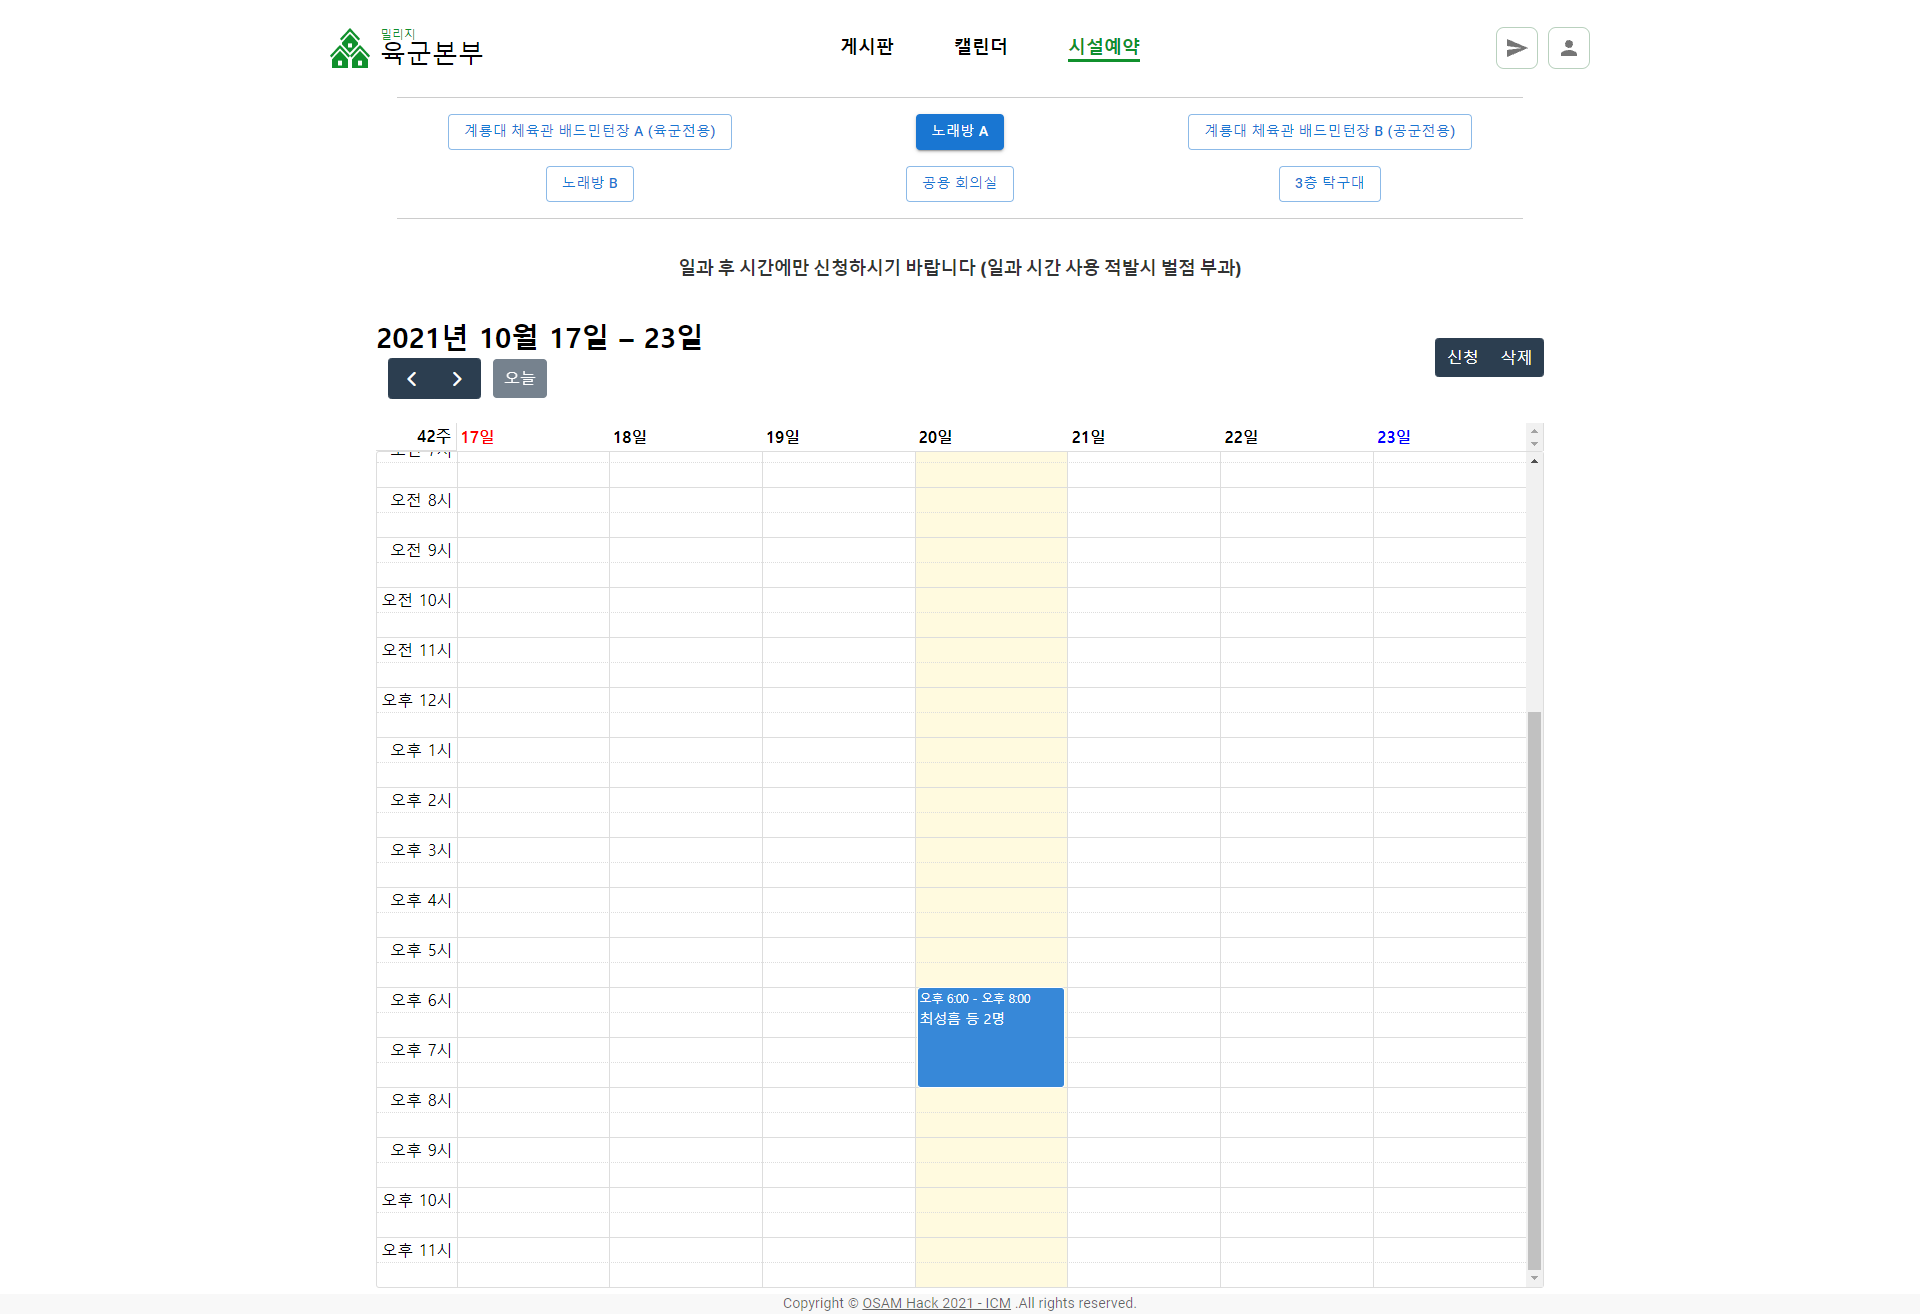 밀리지
육군본부
게시판 캘린더 시설예약
계룡대 체육관 배드민턴장 A (육군전용) 노래방 A 계룡대 체육관 배드민턴장 B (공군전용)
노래방 B 공용 회의실 3층 탁구대
일과 후 시간에만 신청하시기 바랍니다 (일과 시간 사용 적발시 벌점 부과)
2021년 10월 17일 – 23일
신청 삭제
오늘
42주 17일 18일 19일 20일 21일 22일 23일
오전 7시
오전 8시
오전 9시
오전 10시
오전 11시
오후 12시
오후 1시
오후 2시
오후 3시
오후 4시
오후 5시
오후 6시 오후 6:00 - 오후 8:00
최성흠 등 2명
오후 7시
오후 8시
오후 9시
오후 10시
오후 11시
Copyright © OSAM Hack 2021 - ICM .All rights reserved.